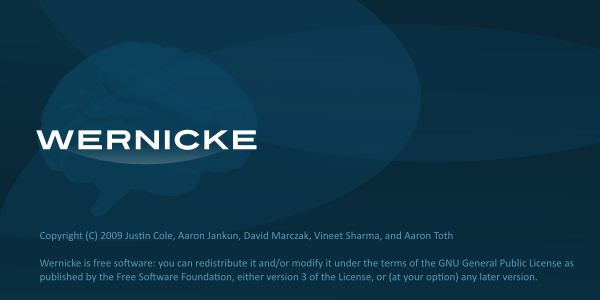 WERNICKE
Copyright (C) 2009 Justin Cole, Aaron Jankun, David Marczak, Vineet Sharma, and Aaron Toth
Wernicke is free software: you can redistribute it and/or modify it under the terms of the GNU General Public License as
published by the Free Software Foundation, either version 3 of the License, or (at your option) any later version.